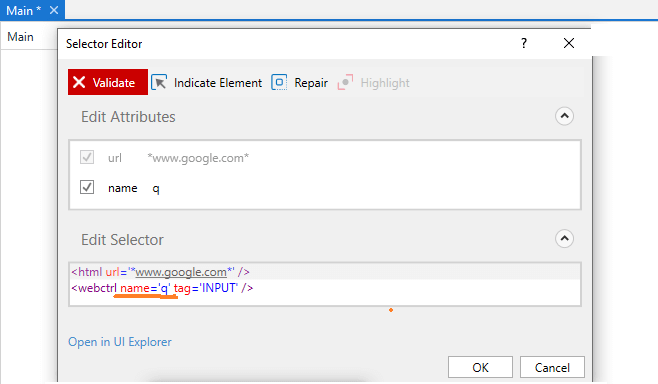 Main *
Main
Selector Editor
?
Validate
Indicate Element
Repair
Highlight
Edit Attributes
url *www.google.com*
name q
Edit Selector
<html url='*www.google.com*' />
<webctrl name='q' tag='INPUT' />
Open in UI Explorer
OK
Cancel